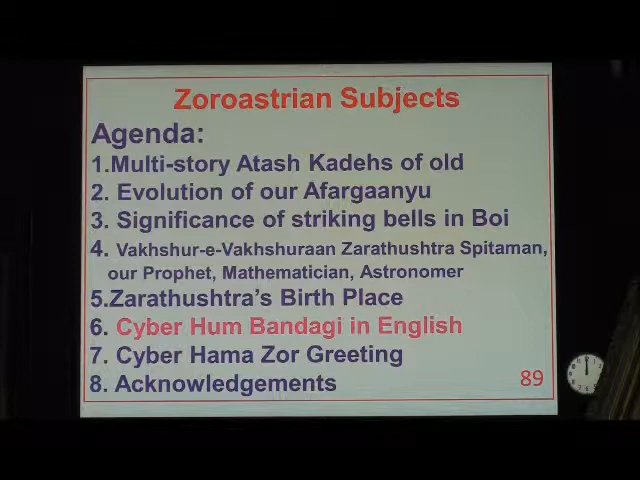 Zoroastrian Subjects
Agenda:
1.Multi-story Atash Kadehs of old
2. Evolution of our Afargaanyu
3. Significance of striking bells in Boi
4. Vakhshur-e-Vakhshuraan Zarathushtra Spitaman,
our Prophet, Mathematician, Astronomer
5.Zarathushtra's Birth Place
6. Cyber Hum Bandagi in English
7. Cyber Hama Zor Greeting
8. Acknowledgements
89